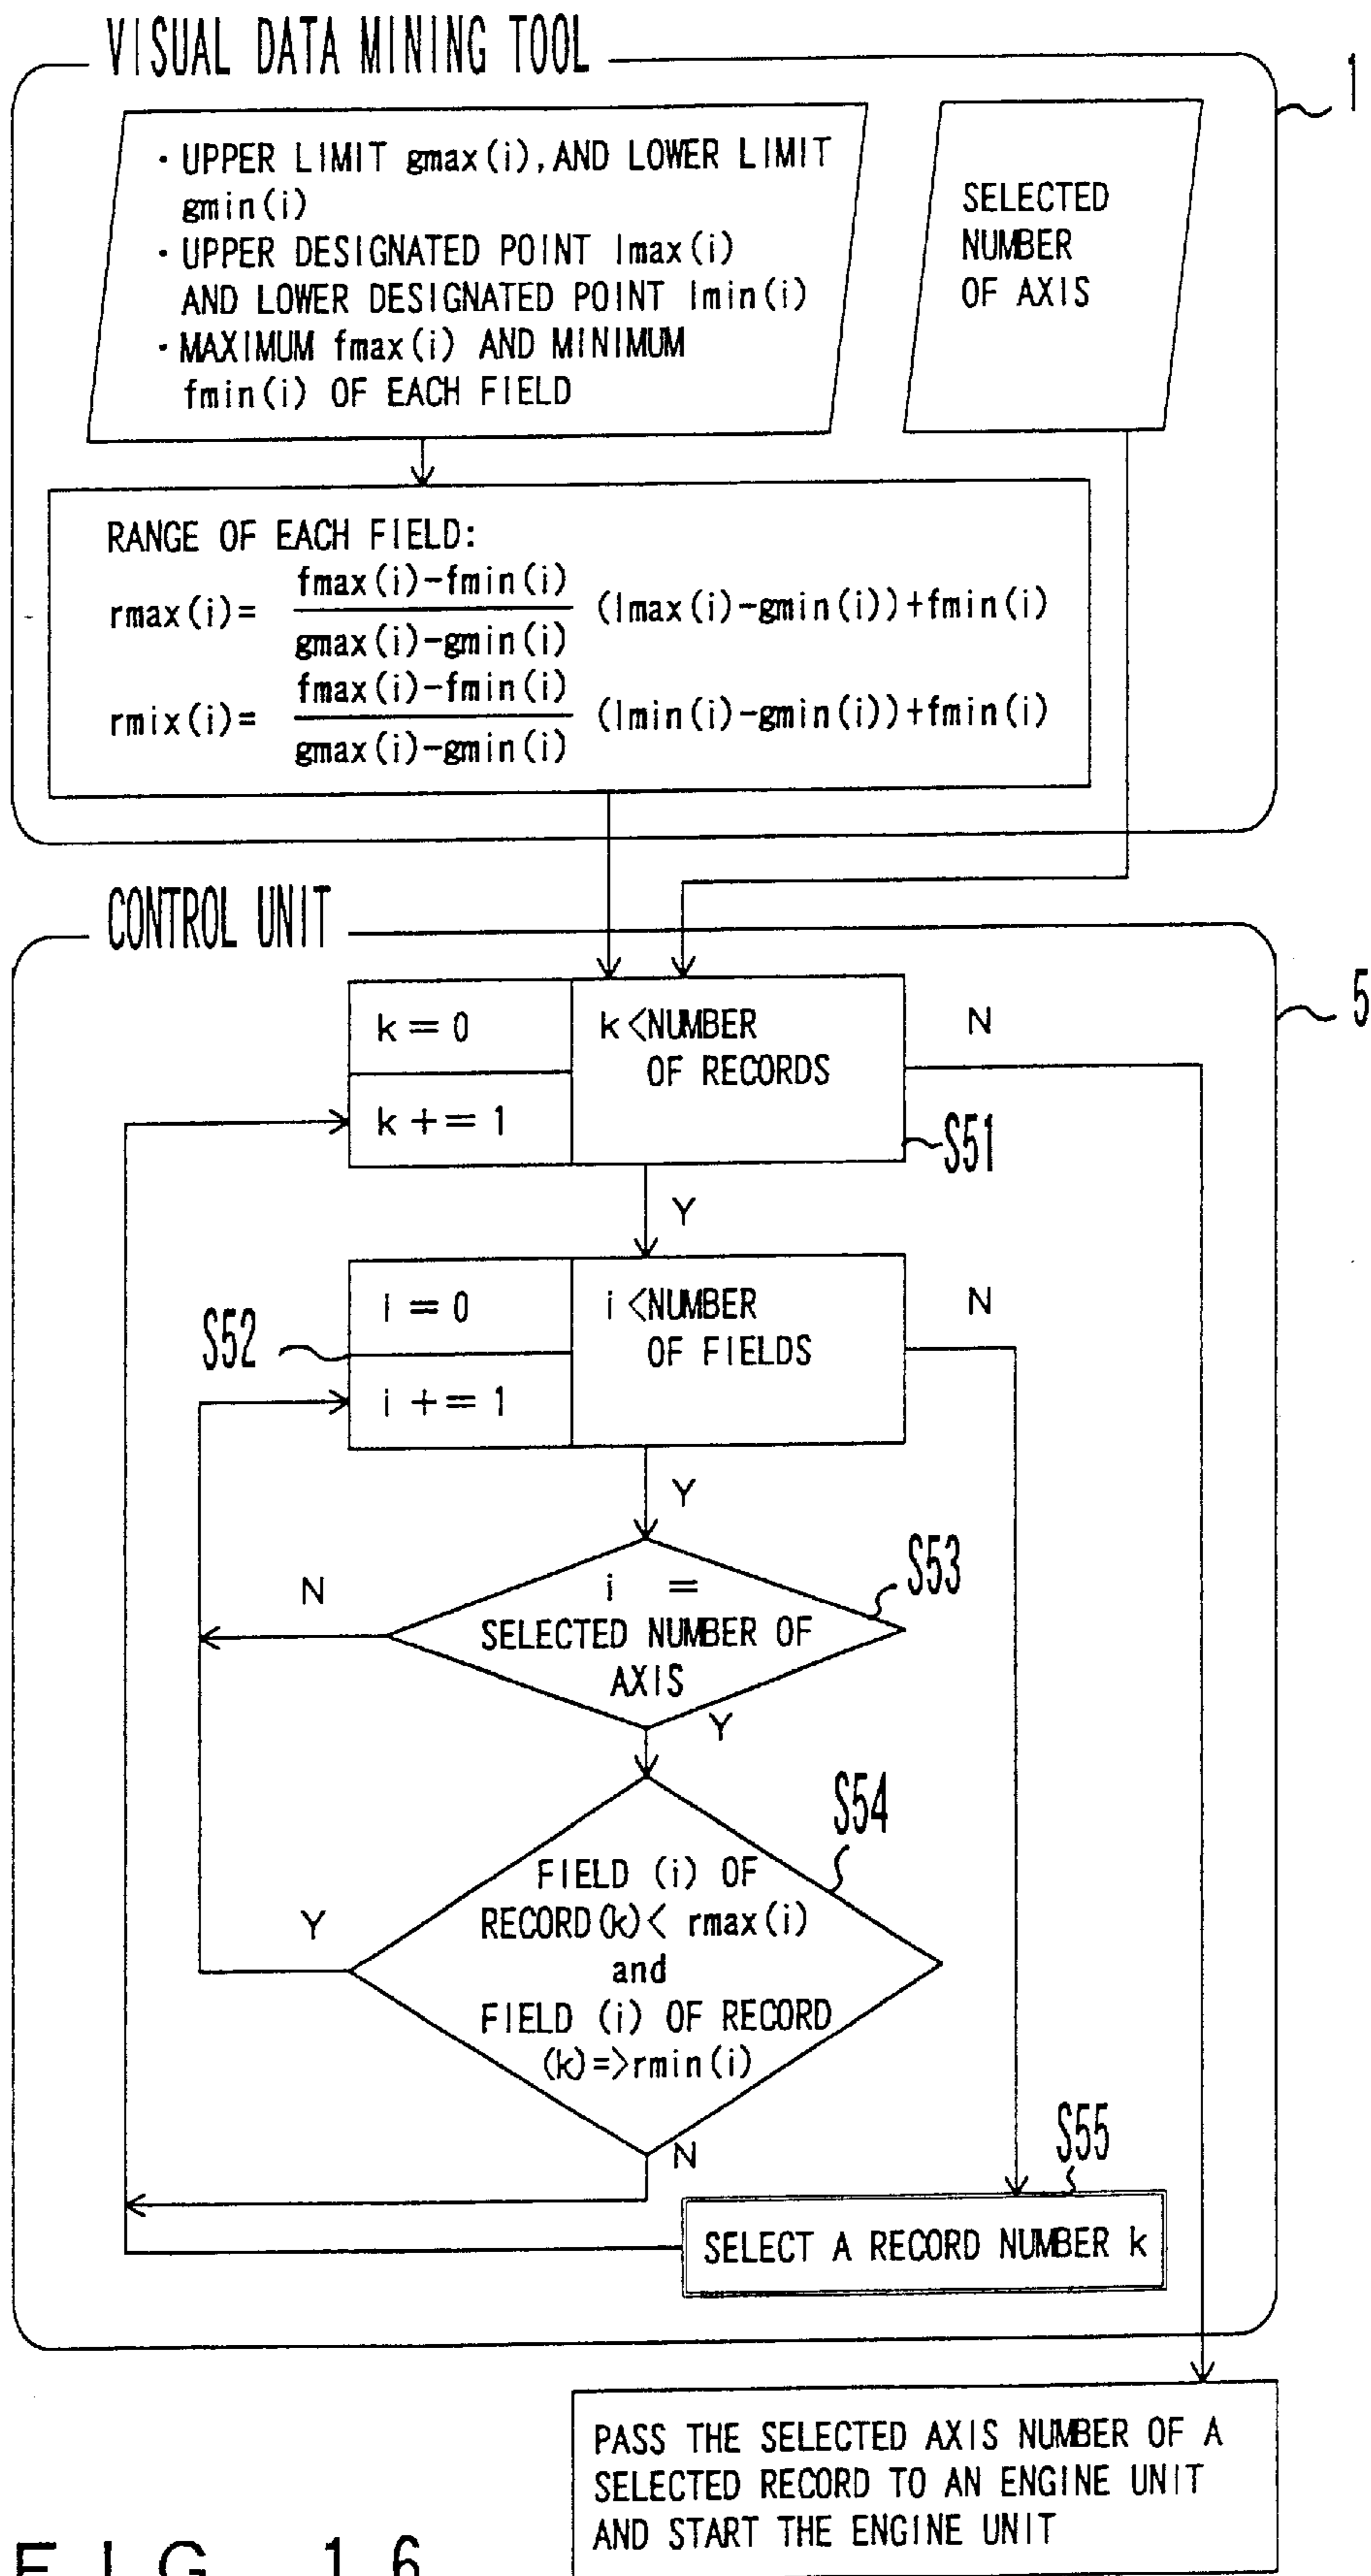 VISUAL DATA MINING TOOL
1
· UPPER LIMIT gmax(i), AND LOWER LIMIT
gmin(i)
· UPPER DESIGNATED POINT lmax(i)
AND LOWER DESIGNATED POINT lmin(i)
· MAXIMUM fmax(i) AND MINIMUM
fmin(i) OF EACH FIELD
SELECTED
NUMBER
OF AXIS
RANGE OF EACH FIELD:
fmax(i)-fmin(i)
rmax(i)= (lmax(i)-gmin(i))+fmin(i)
gmax(i)-gmin(i)
fmax(i)-fmin(i)
rmix(i)= (lmin(i)-gmin(i))+fmin(i)
gmax(i)-gmin(i)
CONTROL UNIT
5
k = 0
k += 1
k <NUMBER
OF RECORDS
N
S51
Y
i = 0
i += 1
i <NUMBER
OF FIELDS
N
S52
Y
i =
SELECTED NUMBER OF
AXIS
S53
N
Y
S54
FIELD (i) OF
RECORD(k)< rmax(i)
and
FIELD (i) OF RECORD
(k)=>rmin(i)
Y
N
S55
SELECT A RECORD NUMBER k
PASS THE SELECTED AXIS NUMBER OF A
SELECTED RECORD TO AN ENGINE UNIT
AND START THE ENGINE UNIT
FIG. 16